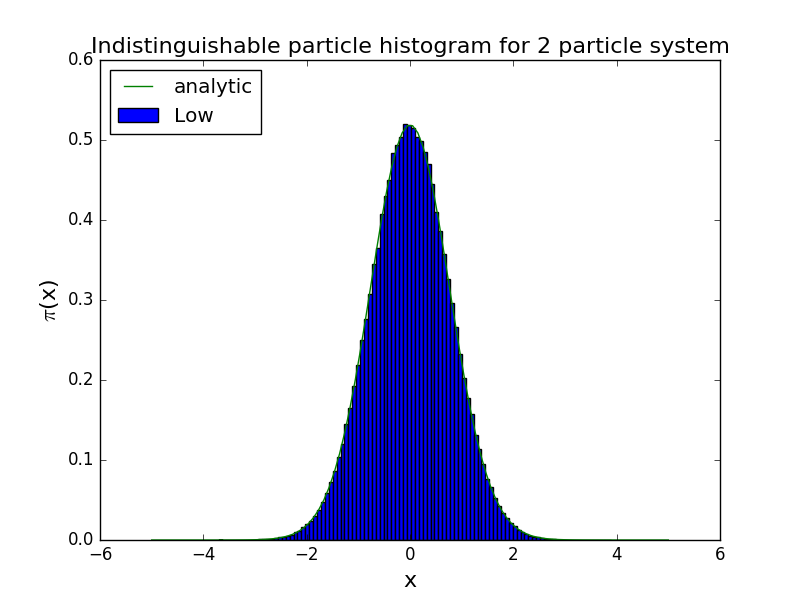 Indistinguishable particle histogram for 2 particle system
analytic
Low
0.6
0.5
0.4
0.3
0.2
0.1
0.0
π(x)
−6 −4 −2 0 2 4 6
x